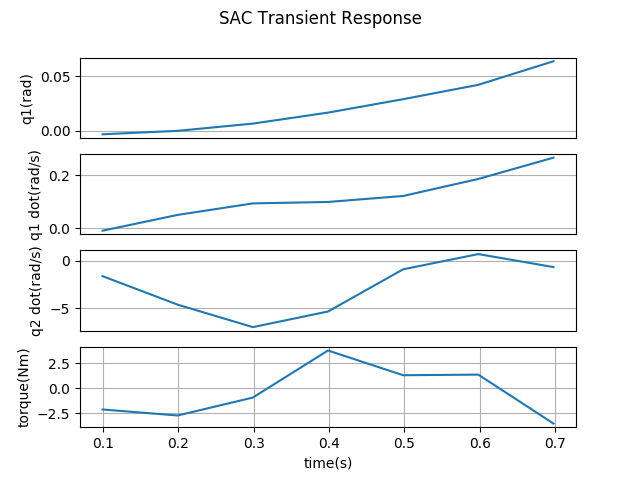 SAC Transient Response
q1(rad)
0.05
0.00
q1 dot(rad/s)
0.2
0.0
q2 dot(rad/s)
0
−5
torque(Nm)
2.5
0.0
−2.5
0.1 0.2 0.3 0.4 0.5 0.6 0.7
time(s)